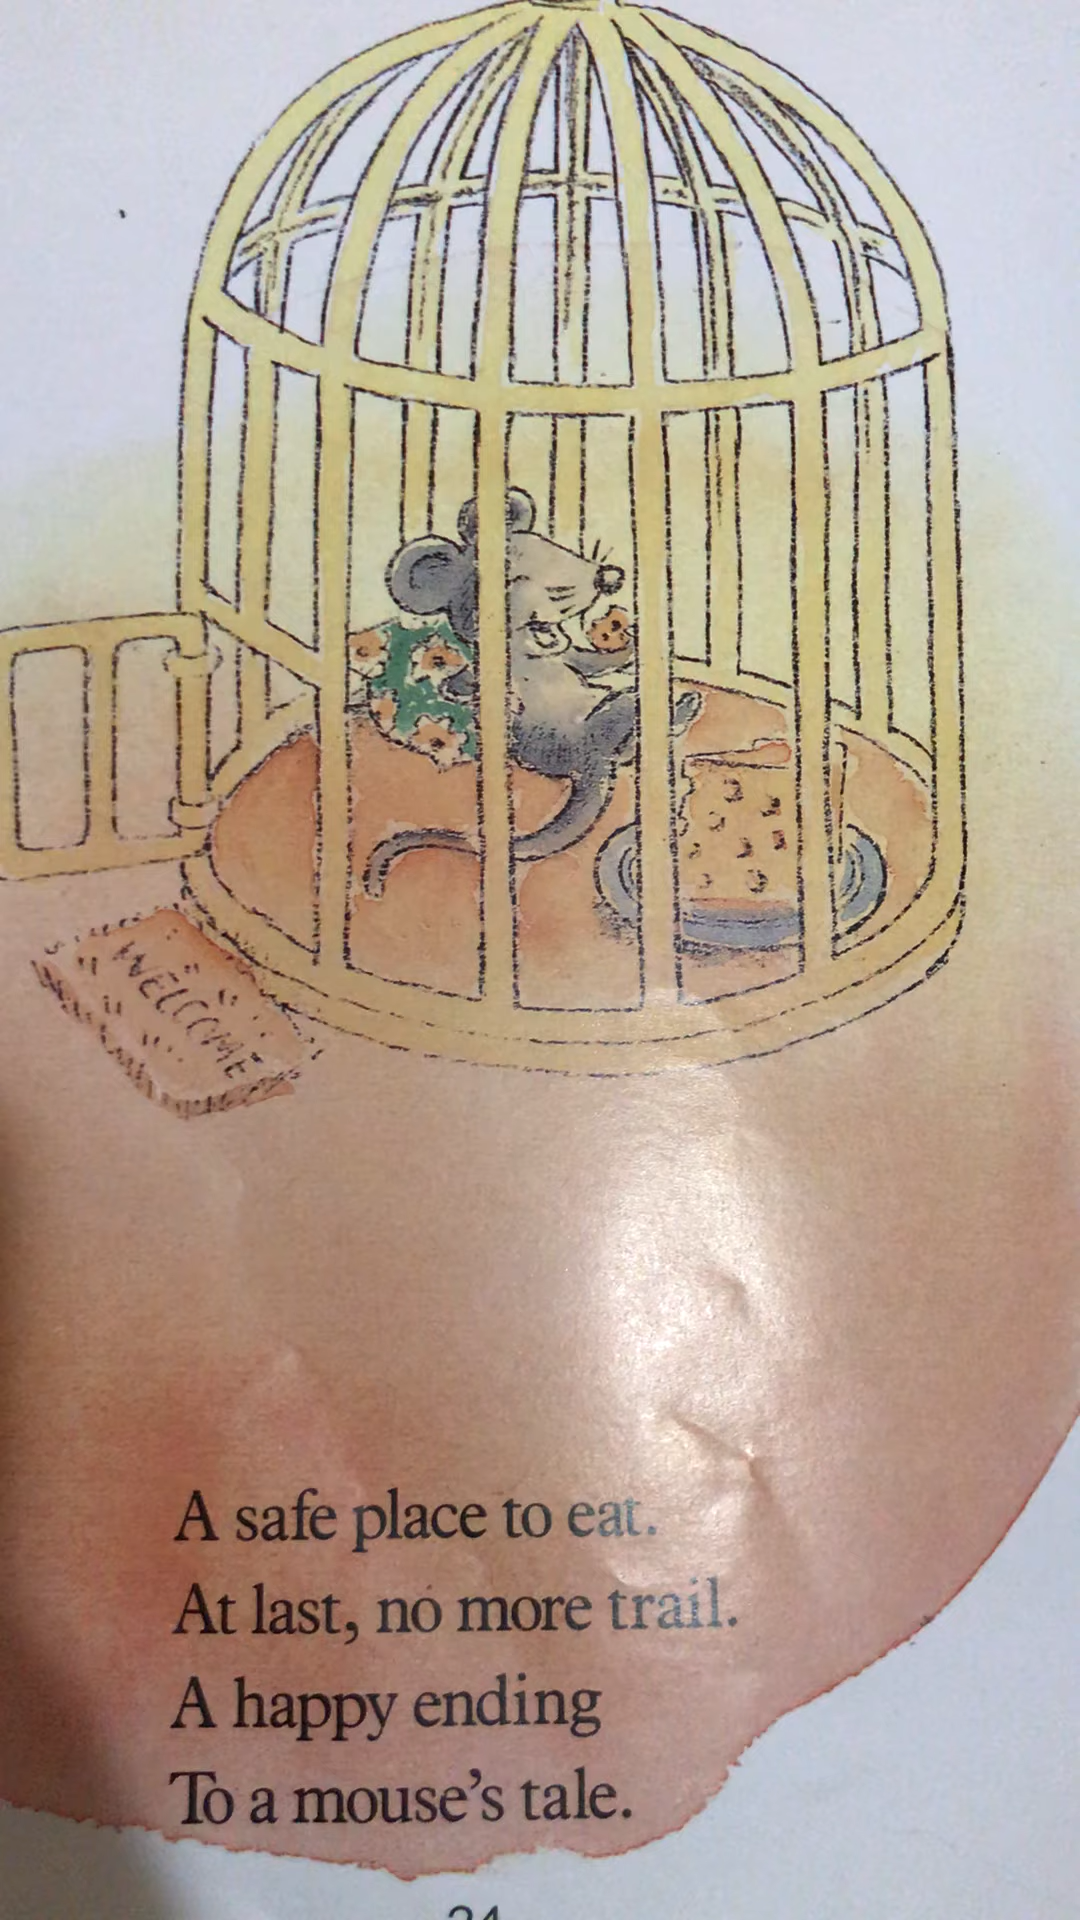 WELCOME
A safe place to eat.
At last, no more trail.
A happy ending
To a mouse's tale.